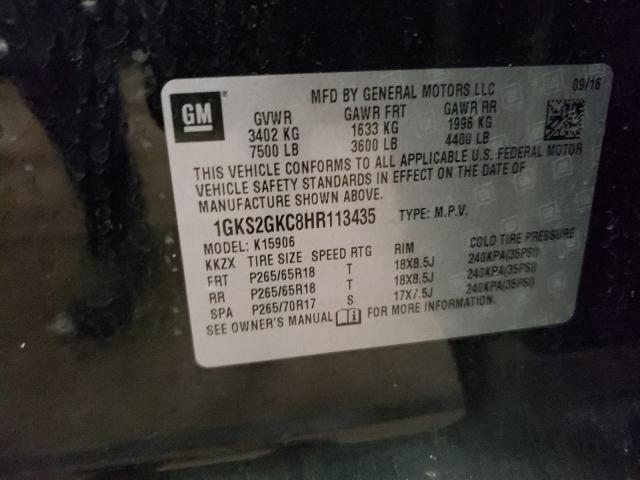 GM ®
MFD BY GENERAL MOTORS LLC 09/16
GVWR GAWR FRT GAWR RR
3402 KG 1633 KG 1996 KG
7500 LB 3600 LB 4400 LB
THIS VEHICLE CONFORMS TO ALL APPLICABLE U.S. FEDERAL MOTOR
VEHICLE SAFETY STANDARDS IN EFFECT ON THE DATE OF
MANUFACTURE SHOWN ABOVE.
1GKS2GKC8HR113435 TYPE: M.P.V.
MODEL: K15906
KKZX TIRE SIZE SPEED RTG RIM COLD TIRE PRESSURE
FRT P265/65R18 T 18X8.5J 240KPA(35PSI)
RR P265/65R18 T 18X8.5J 240KPA(35PSI)
SPA P265/70R17 S 17X7.5J 240KPA(35PSI)
SEE OWNER'S MANUAL FOR MORE INFORMATION.